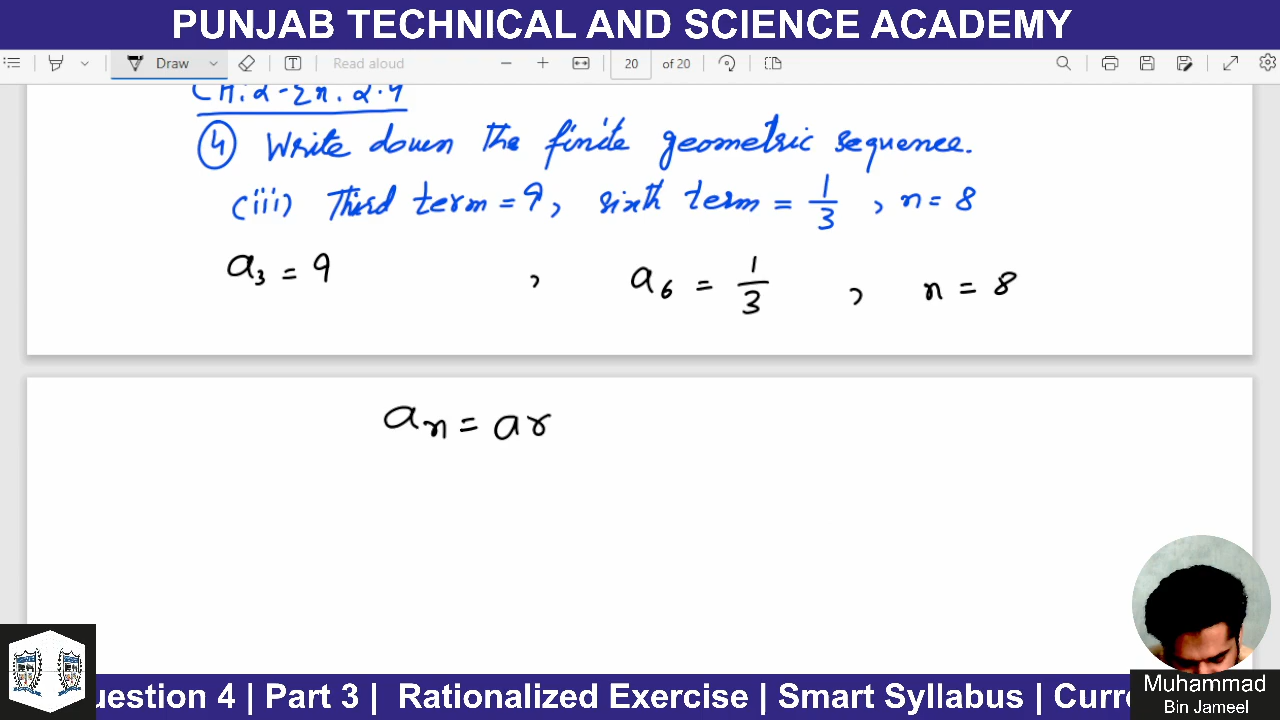 PUNJAB TECHNICAL AND SCIENCE ACADEMY
Draw
Read aloud
20 of 20
④ Write down the finite geometric sequence.
(iii) Third term = 9, sixth term = 1/3, n = 8
a₃ = 9 , a₆ = 1/3 , n = 8
aₙ = ar
uestion 4 | Part 3 | Rationalized Exercise | Smart Syllabus | Curre
Muhammad
Bin Jameel